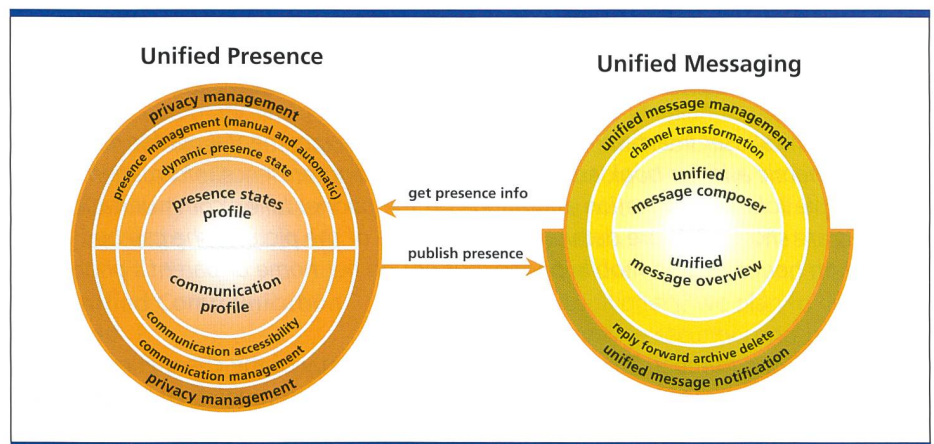 Unified Presence
privacy management
presence management (manual and automatic)
dynamic presence state
presence states
profile
communication
profile
communication accessibility
communication management
privacy management
get presence info
publish presence
Unified Messaging
unified message management
channel transformation
unified
message composer
unified
message overview
reply forward archive delete
unified message notification